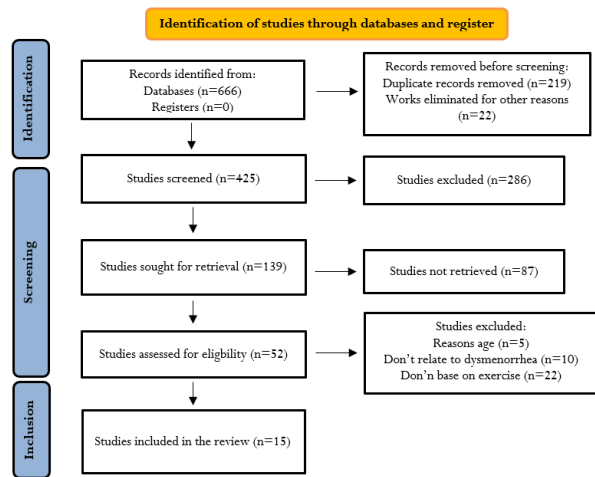 Identification of studies through databases and register
Identification
Records identified from:
Databases (n=666)
Registers (n=0)
Records removed before screening:
Duplicate records removed (n=219)
Works eliminated for other reasons
(n=22)
Screening
Studies screened (n=425)
Studies excluded (n=286)
Studies sought for retrieval (n=139)
Studies not retrieved (n=87)
Studies assessed for eligbility (n=52)
Studies excluded:
Reasons age (n=5)
Don't relate to dysmenorrhea (n=10)
Don'n base on exercise (n=22)
Inclusion
Studies included in the review (n=15)